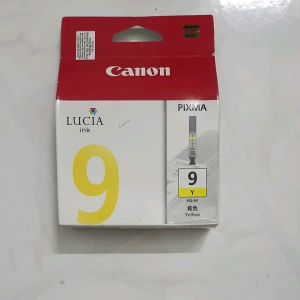 Canon
LUCIA
ink
9
PIXMA
9
Y
PGI-9Y
黄色
Yellow